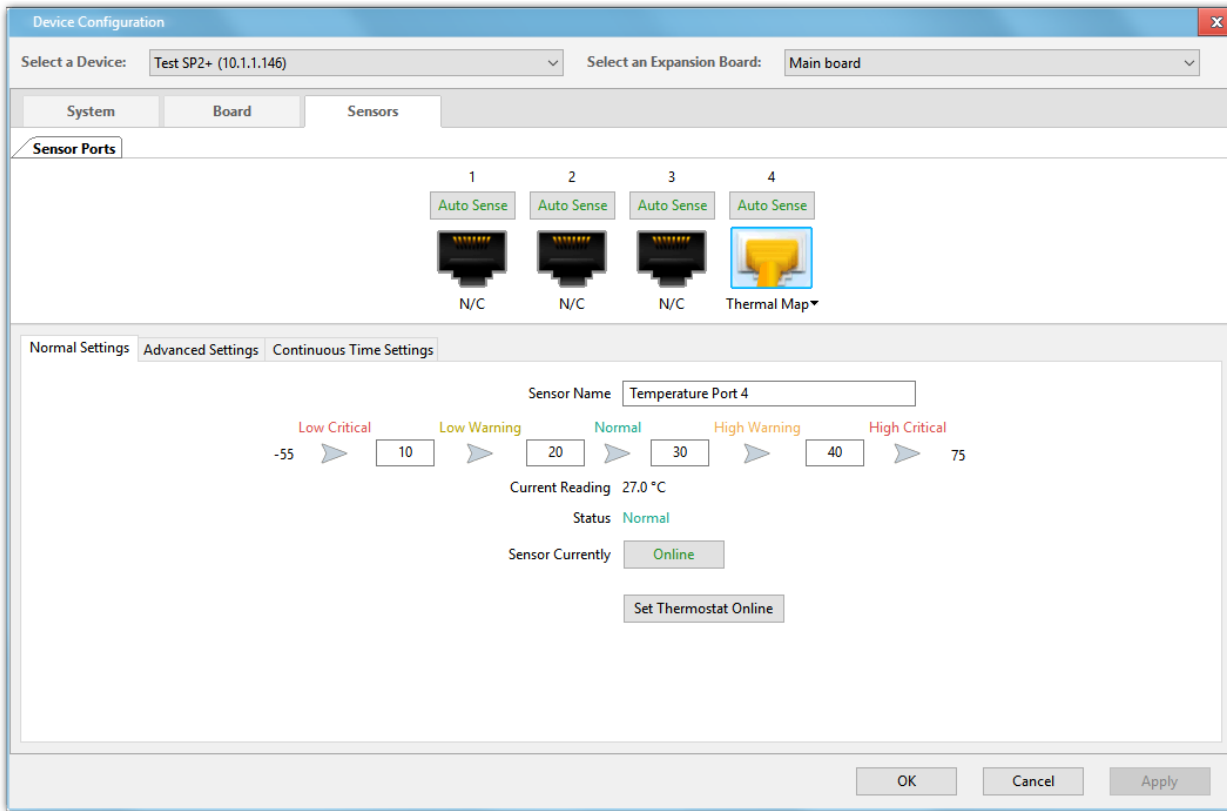 Device Configuration
Select a Device: Test SP2+ (10.1.1.146) Select an Expansion Board: Main board
System Board Sensors
Sensor Ports
1 2 3 4
Auto Sense Auto Sense Auto Sense Auto Sense
N/C N/C N/C Thermal Map
Normal Settings Advanced Settings Continuous Time Settings
Sensor Name Temperature Port 4
Low Critical Low Warning Normal High Warning High Critical
-55 10 20 30 40 75
Current Reading 27.0 °C
Status Normal
Sensor Currently Online
Set Thermostat Online
OK Cancel Apply